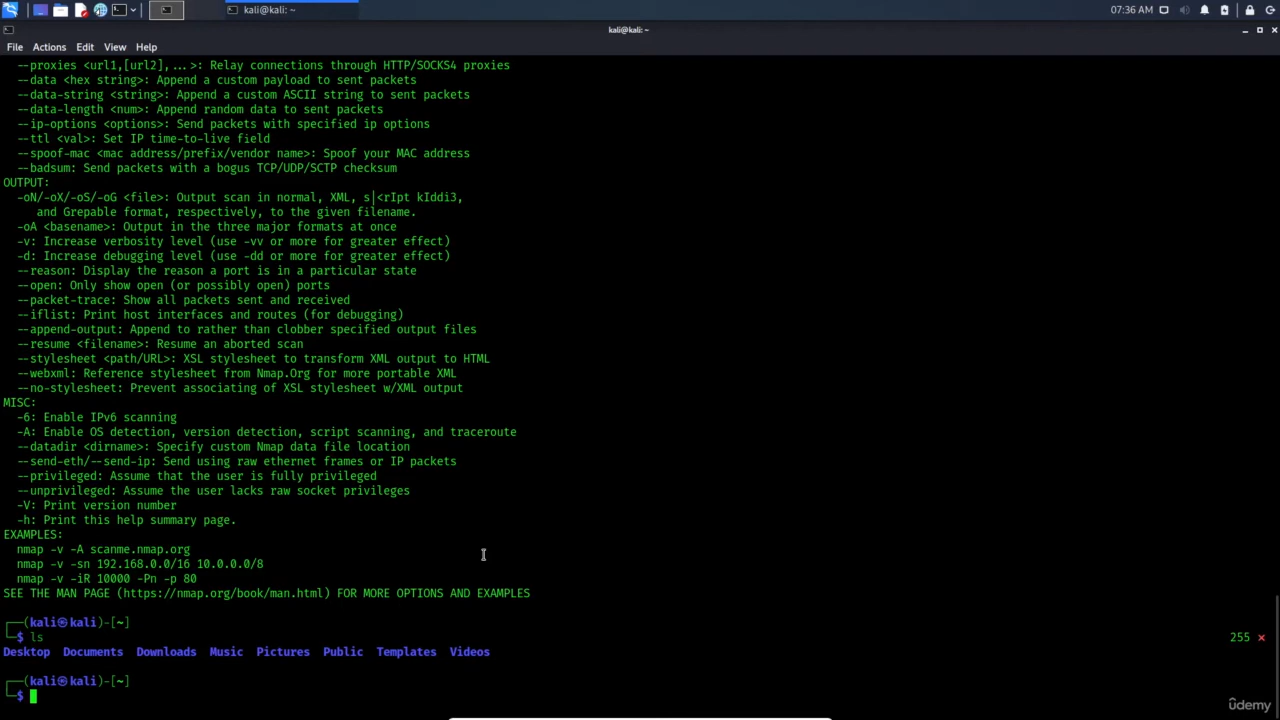 kali@kali: ~
07:36 AM
kali@kali: ~
File Actions Edit View Help
--proxies <url1,[url2],...>: Relay connections through HTTP/SOCKS4 proxies
--data <hex string>: Append a custom payload to sent packets
--data-string <string>: Append a custom ASCII string to sent packets
--data-length <num>: Append random data to sent packets
--ip-options <options>: Send packets with specified ip options
--ttl <val>: Set IP time-to-live field
--spoof-mac <mac address/prefix/vendor name>: Spoof your MAC address
--badsum: Send packets with a bogus TCP/UDP/SCTP checksum
OUTPUT:
-oN/-oX/-oS/-oG <file>: Output scan in normal, XML, s|<rIpt kIddi3,
and Grepable format, respectively, to the given filename.
-oA <basename>: Output in the three major formats at once
-v: Increase verbosity level (use -vv or more for greater effect)
-d: Increase debugging level (use -dd or more for greater effect)
--reason: Display the reason a port is in a particular state
--open: Only show open (or possibly open) ports
--packet-trace: Show all packets sent and received
--iflist: Print host interfaces and routes (for debugging)
--append-output: Append to rather than clobber specified output files
--resume <filename>: Resume an aborted scan
--stylesheet <path/URL>: XSL stylesheet to transform XML output to HTML
--webxml: Reference stylesheet from Nmap.Org for more portable XML
--no-stylesheet: Prevent associating of XSL stylesheet w/XML output
MISC:
-6: Enable IPv6 scanning
-A: Enable OS detection, version detection, script scanning, and traceroute
--datadir <dirname>: Specify custom Nmap data file location
--send-eth/--send-ip: Send using raw ethernet frames or IP packets
--privileged: Assume that the user is fully privileged
--unprivileged: Assume the user lacks raw socket privileges
-V: Print version number
-h: Print this help summary page.
EXAMPLES:
nmap -v -A scanme.nmap.org
nmap -v -sn 192.168.0.0/16 10.0.0.0/8
nmap -v -iR 10000 -Pn -p 80
SEE THE MAN PAGE (https://nmap.org/book/man.html) FOR MORE OPTIONS AND EXAMPLES
┌──(kali㉿kali)-[~]
└─$ ls 255 ⨯
Desktop Documents Downloads Music Pictures Public Templates Videos
┌──(kali㉿kali)-[~]
└─$
ûdemy